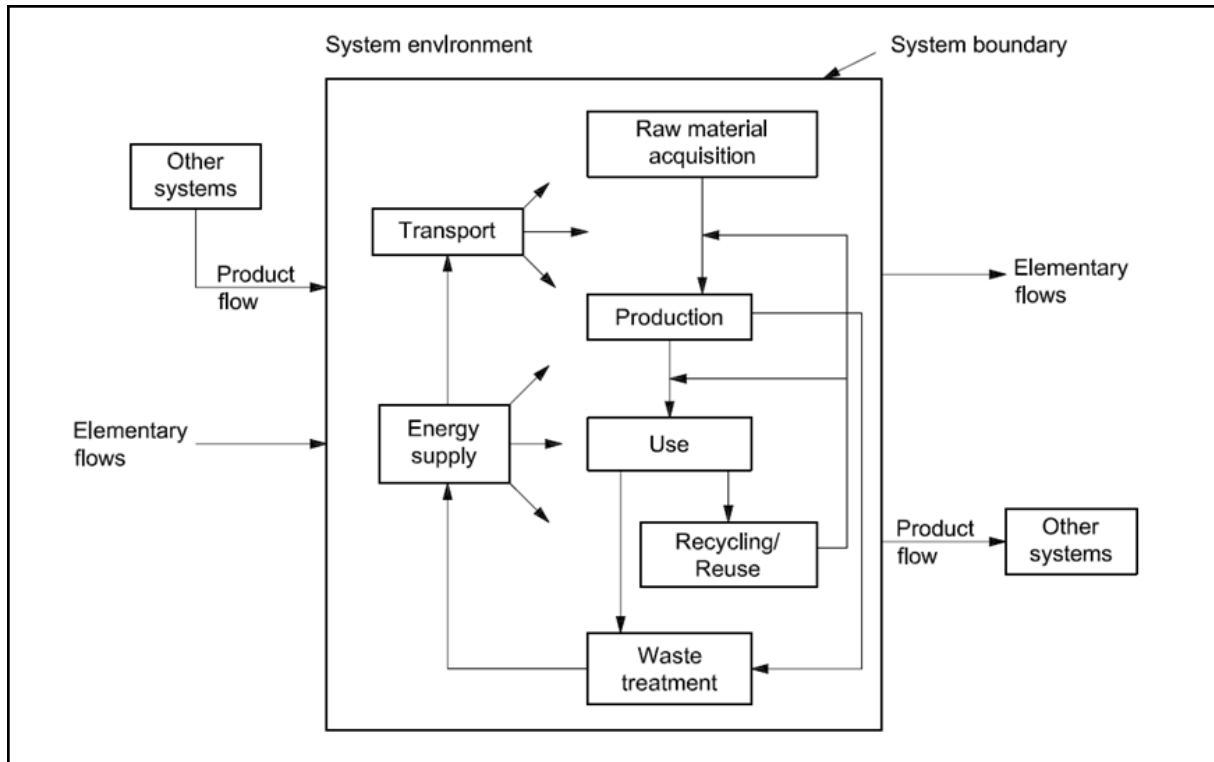 System environment
System boundary
Raw material
acquisition
Other
systems
Transport
Product
flow
Elementary
flows
Production
Energy
supply
Elementary
flows
Use
Recycling/
Reuse
Product
flow
Other
systems
Waste
treatment